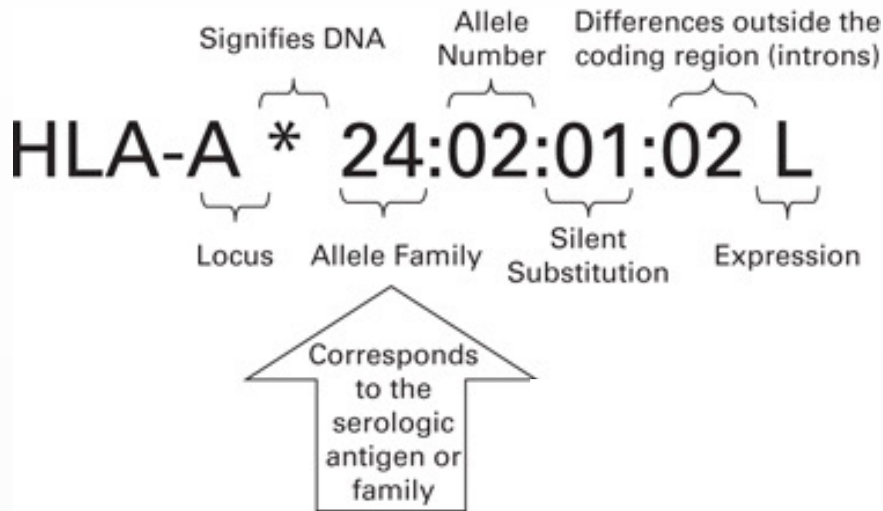 Signifies DNA
Allele
Number
Differences outside the
coding region (introns)
HLA-A * 24:02:01:02 L
Locus
Allele Family
Silent
Substitution
Expression
Corresponds
to the
serologic
antigen or
family